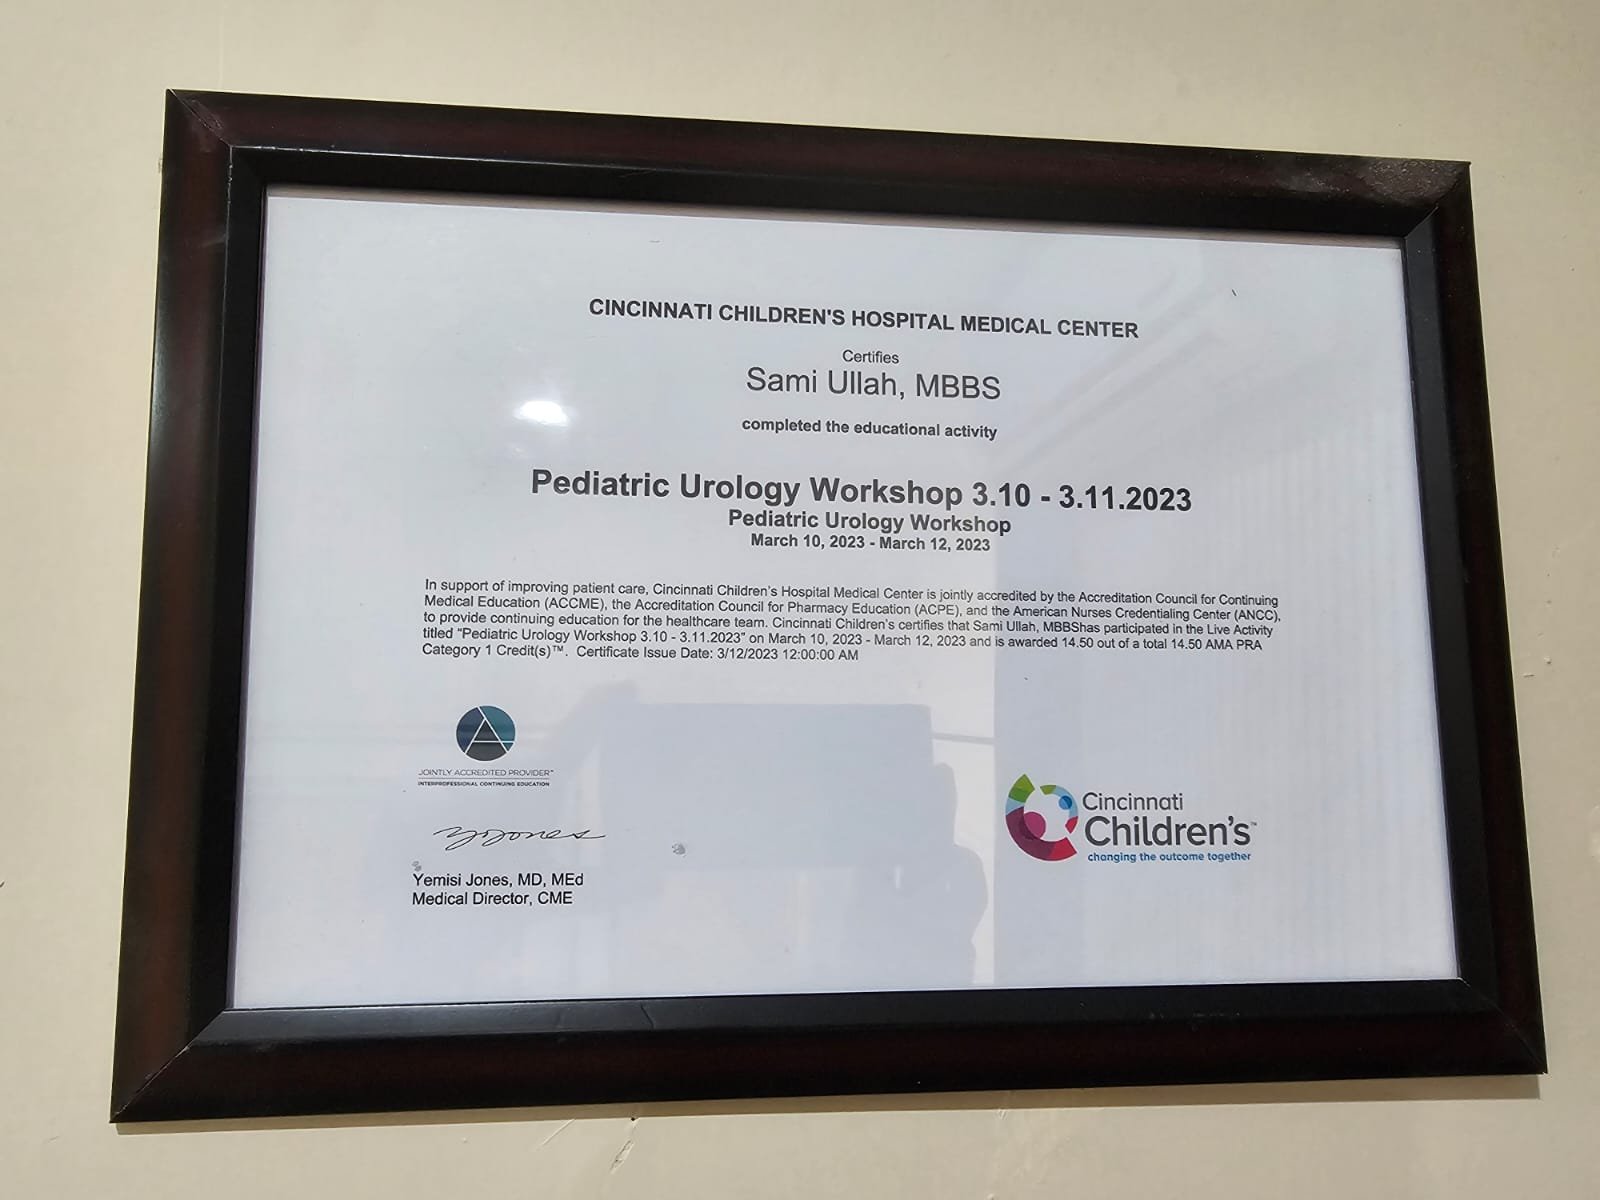 CINCINNATI CHILDREN'S HOSPITAL MEDICAL CENTER
Certifies
Sami Ullah, MBBS
completed the educational activity
Pediatric Urology Workshop 3.10 - 3.11.2023
Pediatric Urology Workshop
March 10, 2023 - March 12, 2023
In support of improving patient care, Cincinnati Children's Hospital Medical Center is jointly accredited by the Accreditation Council for Continuing
Medical Education (ACCME), the Accreditation Council for Pharmacy Education (ACPE), and the American Nurses Credentialing Center (ANCC),
to provide continuing education for the healthcare team. Cincinnati Children's certifies that Sami Ullah, MBBShas participated in the Live Activity
titled "Pediatric Urology Workshop 3.10 - 3.11.2023" on March 10, 2023 - March 12, 2023 and is awarded 14.50 out of a total 14.50 AMA PRA
Category 1 Credit(s)™. Certificate Issue Date: 3/12/2023 12:00:00 AM
JOINTLY ACCREDITED PROVIDER™
INTERPROFESSIONAL CONTINUING EDUCATION
YoJones
Yemisi Jones, MD, MEd
Medical Director, CME
Cincinnati
Children's™
changing the outcome together